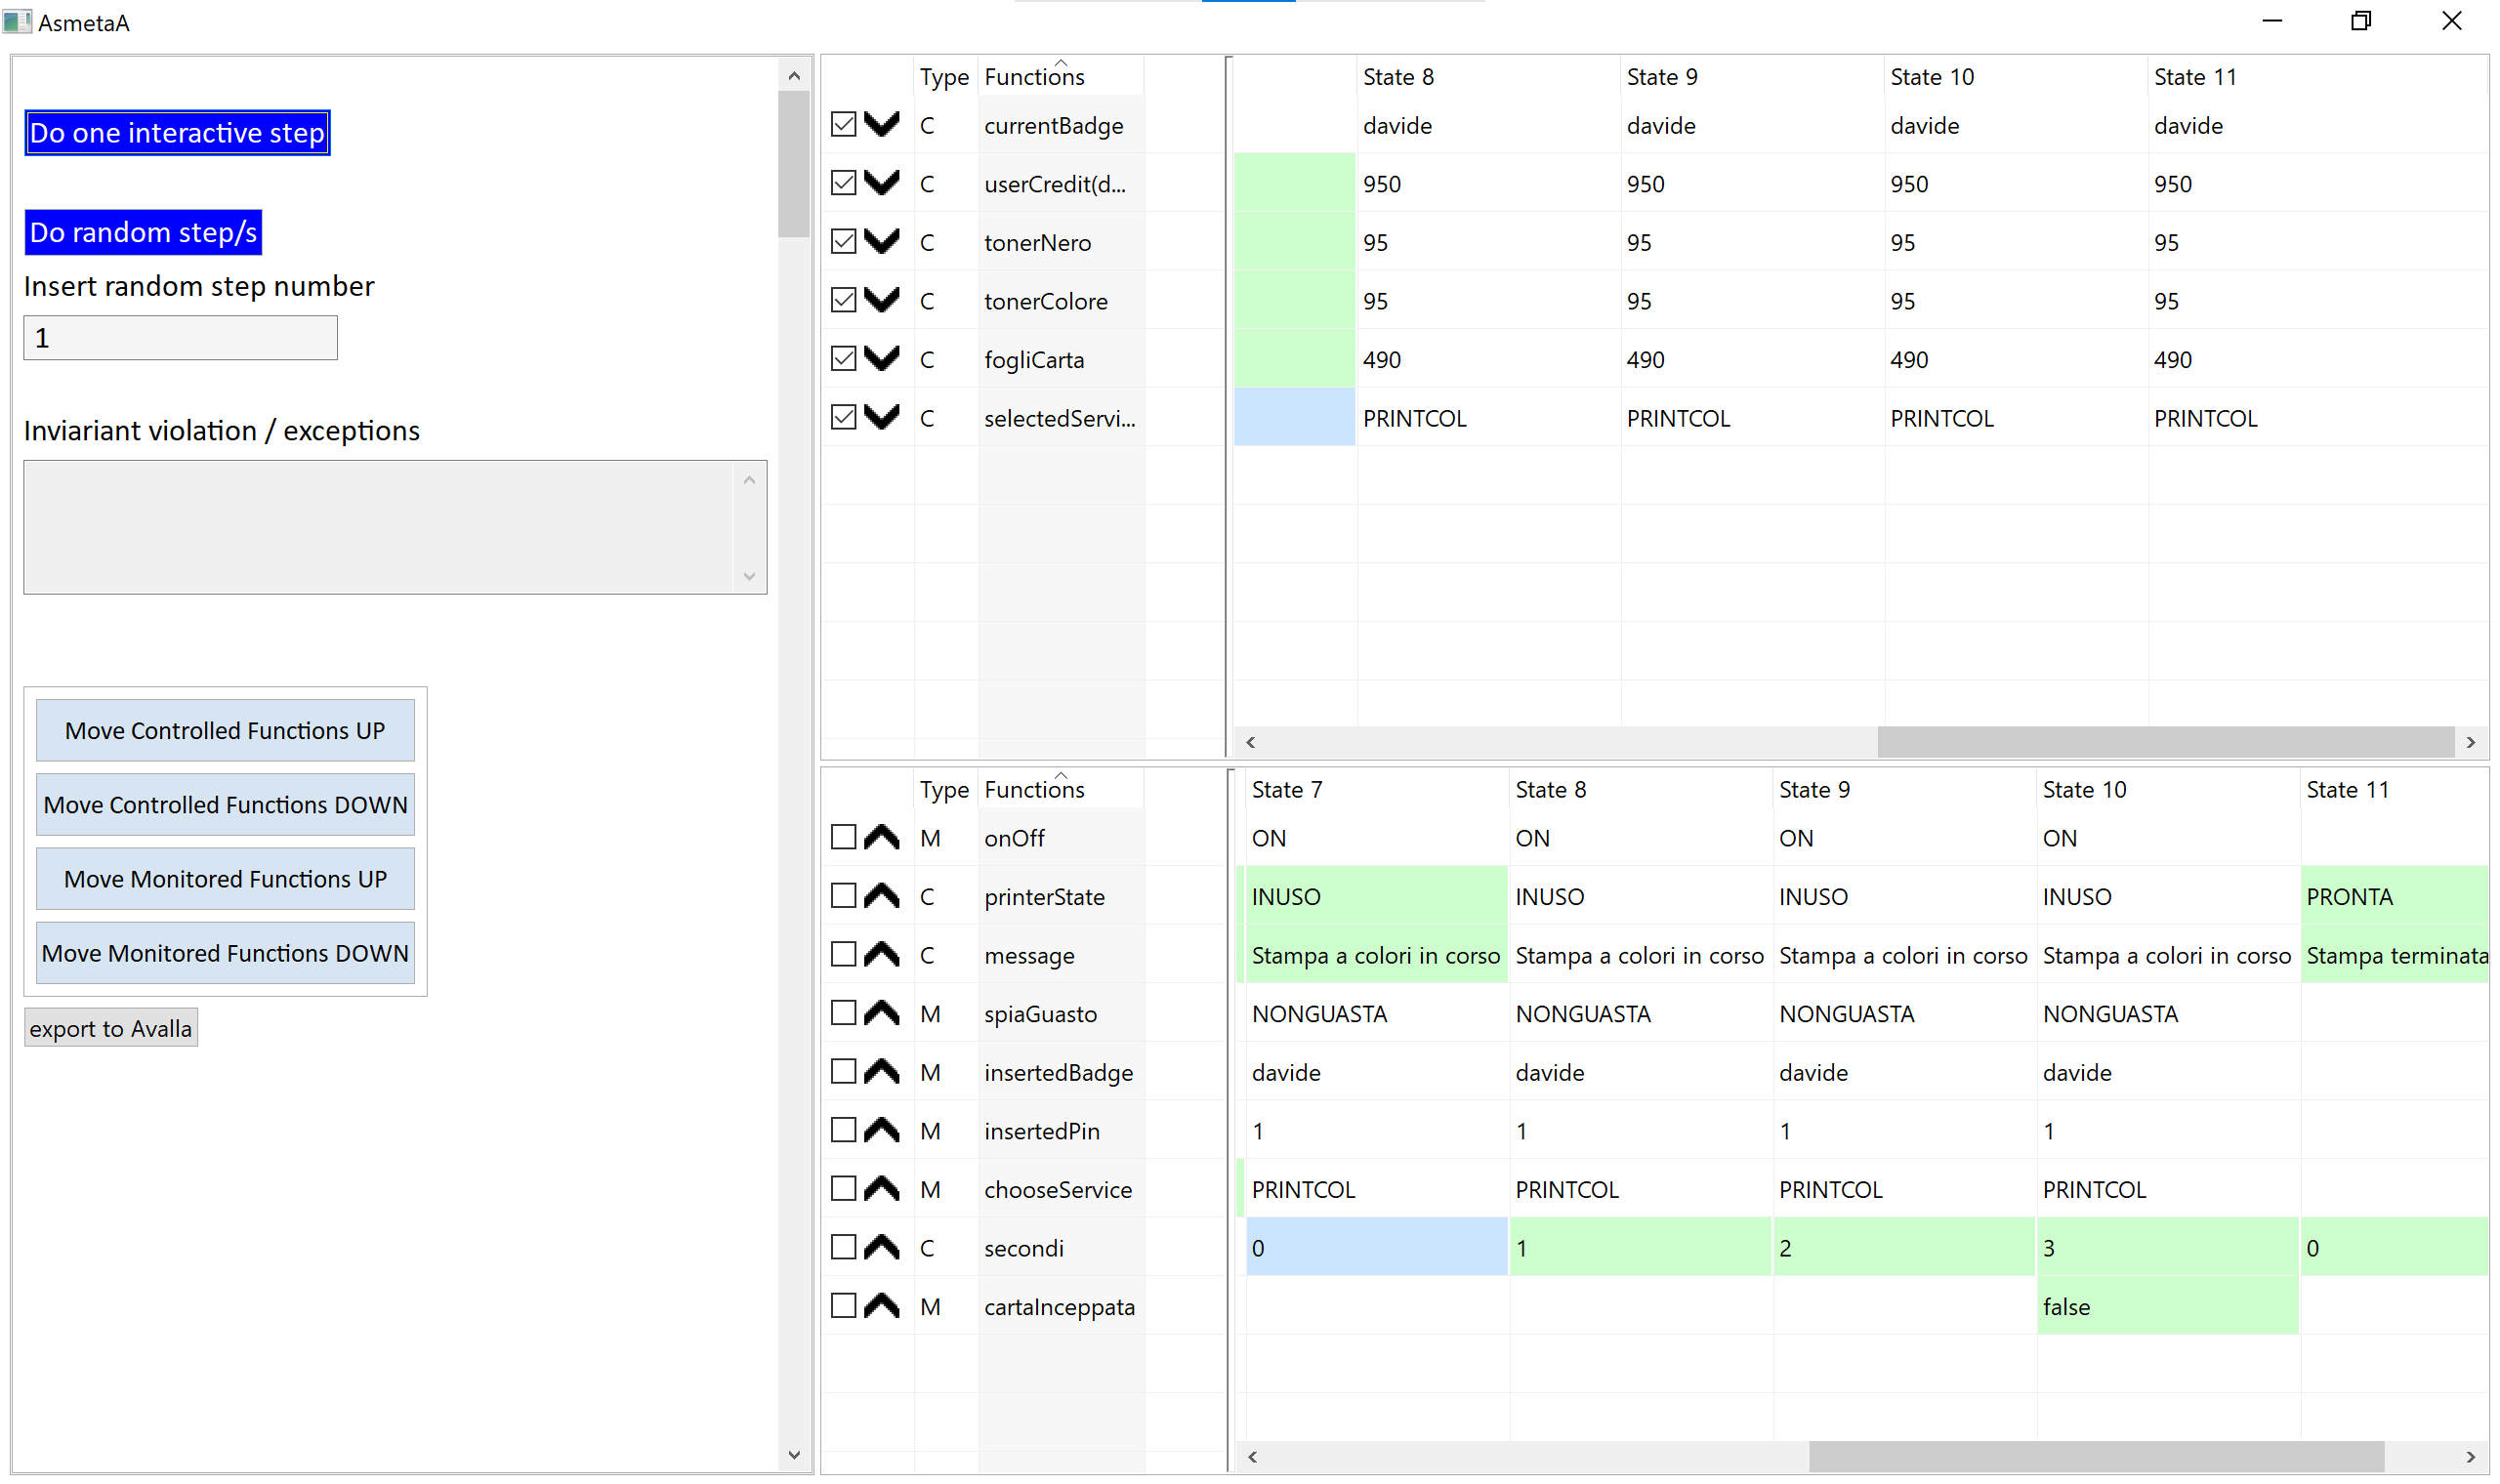 AsmetaA
Do one interactive step
Do random step/s
Insert random step number
1
Inviariant violation / exceptions
Move Controlled Functions UP
Move Controlled Functions DOWN
Move Monitored Functions UP
Move Monitored Functions DOWN
export to Avalla
Type Functions State 8 State 9 State 10 State 11
C currentBadge davide davide davide davide
C userCredit(d... 950 950 950 950
C tonerNero 95 95 95 95
C tonerColore 95 95 95 95
C fogliCarta 490 490 490 490
C selectedServi... PRINTCOL PRINTCOL PRINTCOL PRINTCOL
Type Functions State 7 State 8 State 9 State 10 State 11
M onOff ON ON ON ON
C printerState INUSO INUSO INUSO INUSO PRONTA
C message Stampa a colori in corso Stampa a colori in corso Stampa a colori in corso Stampa a colori in corso Stampa terminata
M spiaGuasto NONGUASTA NONGUASTA NONGUASTA NONGUASTA
M insertedBadge davide davide davide davide
M insertedPin 1 1 1 1
M chooseService PRINTCOL PRINTCOL PRINTCOL PRINTCOL
C secondi 0 1 2 3 0
M cartaInceppata false